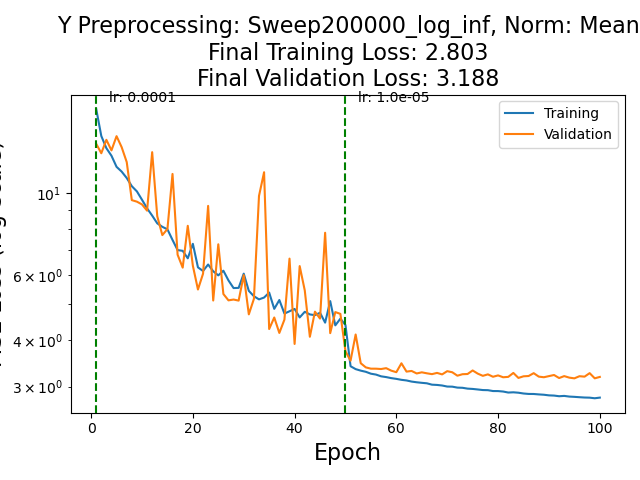 Y Preprocessing: Sweep200000_log_inf, Norm: Mean
Final Training Loss: 2.803
Final Validation Loss: 3.188
lr: 0.0001
lr: 1.0e-05
Training
Validation
10¹
6 × 10⁰
4 × 10⁰
3 × 10⁰
0 20 40 60 80 100
Epoch